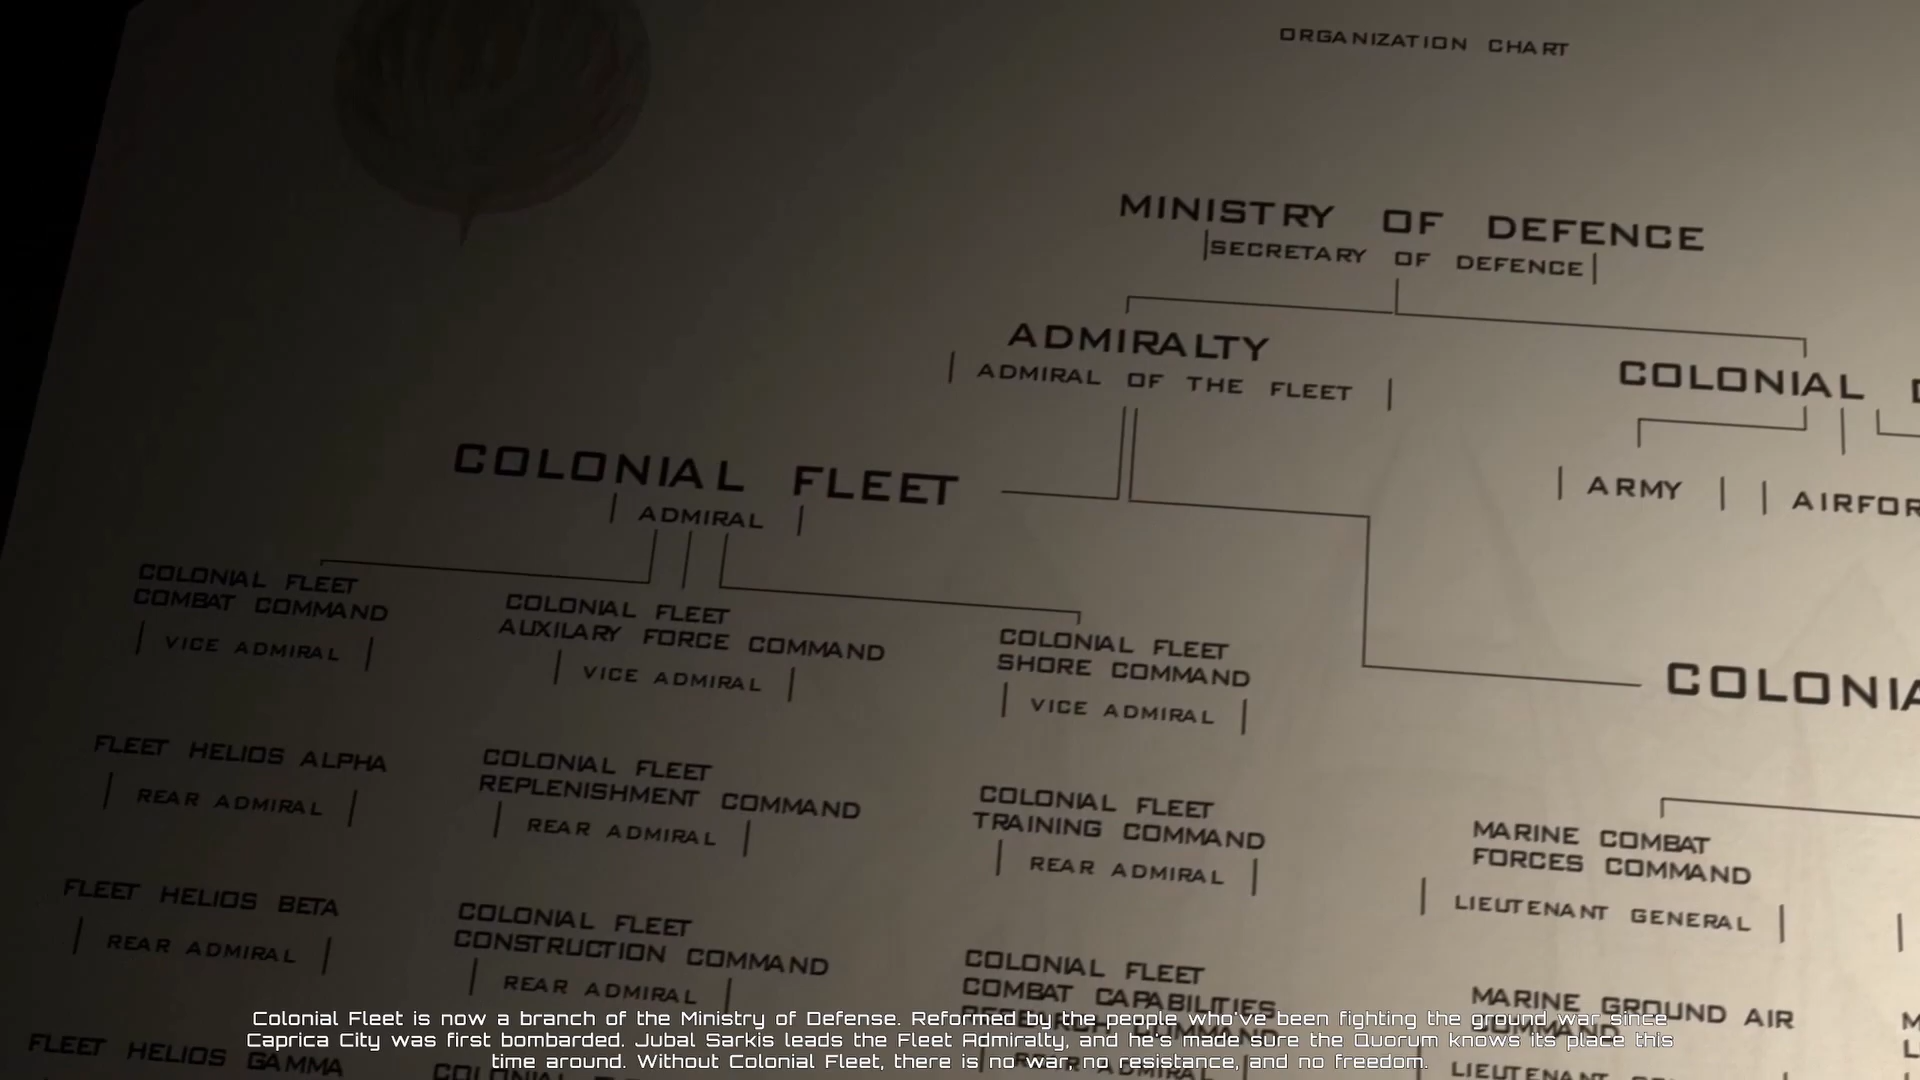 ORGANIZATION CHART
MINISTRY OF DEFENCE
SECRETARY OF DEFENCE
ADMIRALTY
ADMIRAL OF THE FLEET
COLONIAL
ARMY
COLONIAL FLEET
ADMIRAL
COLONIAL FLEET
COMBAT COMMAND
VICE ADMIRAL
COLONIAL FLEET
AUXILARY FORCE COMMAND
VICE ADMIRAL
COLONIAL FLEET
SHORE COMMAND
VICE ADMIRAL
FLEET HELIOS ALPHA
REAR ADMIRAL
COLONIAL FLEET
REPLENISHMENT COMMAND
REAR ADMIRAL
COLONIAL FLEET
TRAINING COMMAND
REAR ADMIRAL
MARINE COMBAT
FORCES COMMAND
LIEUTENANT GENERAL
FLEET HELIOS BETA
REAR ADMIRAL
COLONIAL FLEET
CONSTRUCTION COMMAND
REAR ADMIRAL
COLONIAL FLEET
COMBAT CAPABILITIES
MARINE GROUND AIR
COMMAND
FLEET HELIOS GAMMA
Colonial Fleet is now a branch of the Ministry of Defense. Reformed by the people who've been fighting the ground war since
Caprica City was first bombarded. Jubal Sarkis leads the Fleet Admiralty, and he's made sure the Quorum knows its place this
time around. Without Colonial Fleet, there is no war, no resistance, and no freedom.